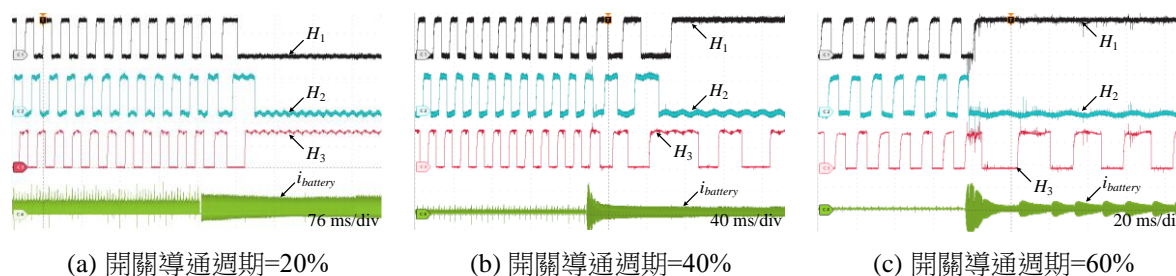 H1
H2
H3
ibattery
76 ms/div
(a) 開關導通週期=20%
H1
H2
H3
ibattery
40 ms/div
(b) 開關導通週期=40%
H1
H2
H3
ibattery
20 ms/div
(c) 開關導通週期=60%